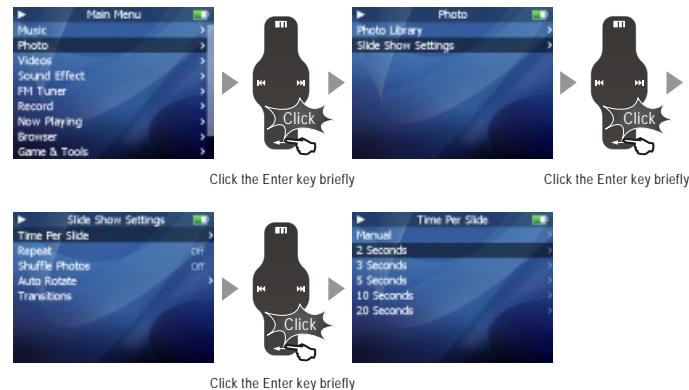 Main Menu
Music
Photo
Videos
Sound Effect
FM Tuner
Record
Now Playing
Browser
Game & Tools
Click
Click the Enter key briefly
Photo
Photo Library
Slide Show Settings
Click
Click the Enter key briefly
Slide Show Settings
Time Per Slide
Repeat Off
Shuffle Photos Off
Auto Rotate
Transitions
Click
Click the Enter key briefly
Time Per Slide
Manual
2 Seconds
3 Seconds
5 Seconds
10 Seconds
20 Seconds